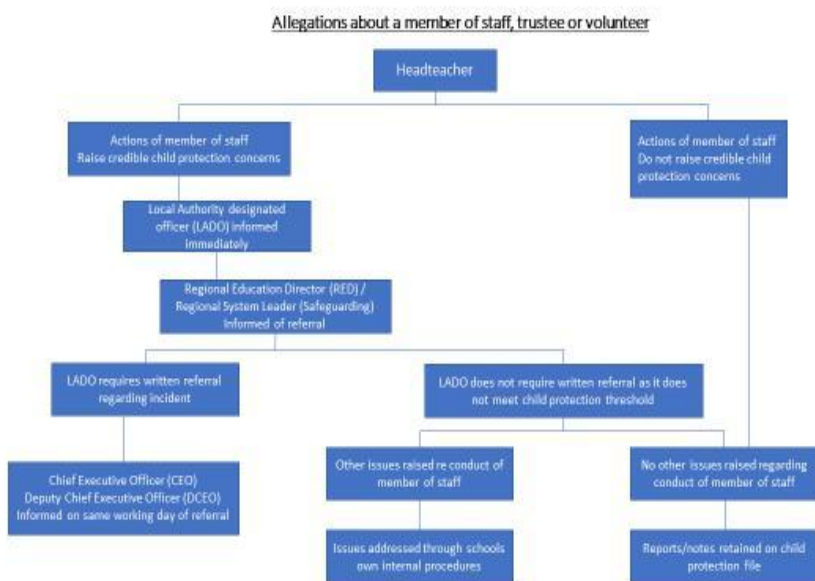 Allegations about a member of staff, trustee or volunteer
Headteacher
Actions of member of staff
Raise credible child protection concerns
Actions of member of staff
Do not raise credible child
protection concerns
Local Authority designated
officer (LADO) informed
immediately
Regional Education Director (RED) /
Regional System Leader (Safeguarding)
Informed of referral
LADO requires written referral
regarding incident
LADO does not require written referral as it does
not meet child protection threshold
Chief Executive Officer (CEO)
Deputy Chief Executive Officer (DCEO)
Informed on same working day of referral
Other issues raised re conduct of
member of staff
No other issues raised regarding
conduct of member of staff
Issues addressed through schools
own internal procedures
Reports/notes retained on child
protection file